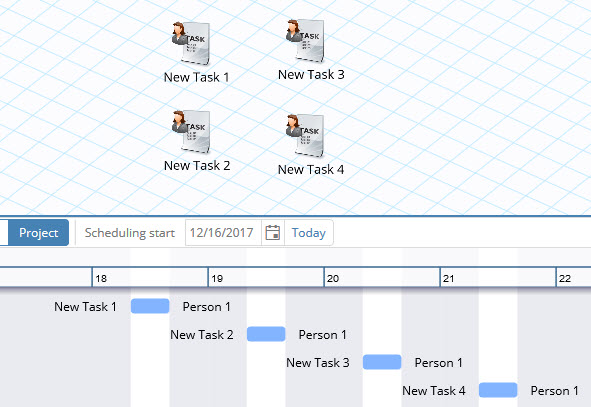 TASK
TASK
New Task 1
New Task 3
TASK
TASK
New Task 2
New Task 4
Project Scheduling start 12/16/2017 Today
18 19 20 21 22
New Task 1 Person 1
New Task 2 Person 1
New Task 3 Person 1
New Task 4 Person 1